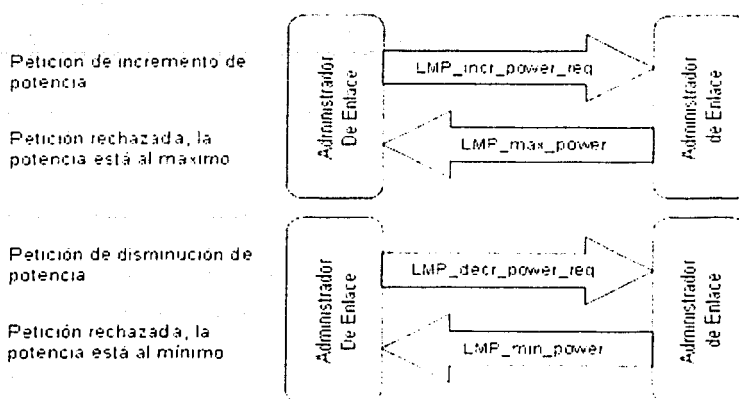 Petición de incremento de
potencia
Administrador
De Enlace
LMP_incr_power_req
Administrador
de Enlace
Petición rechazada, la
potencia está al maximo
LMP_max_power
Petición de disminución de
potencia
Administrador
De Enlace
LMP_decr_power_req
Administrador
de Enlace
Petición rechazada, la
potencia está al mínimo
LMP_min_power